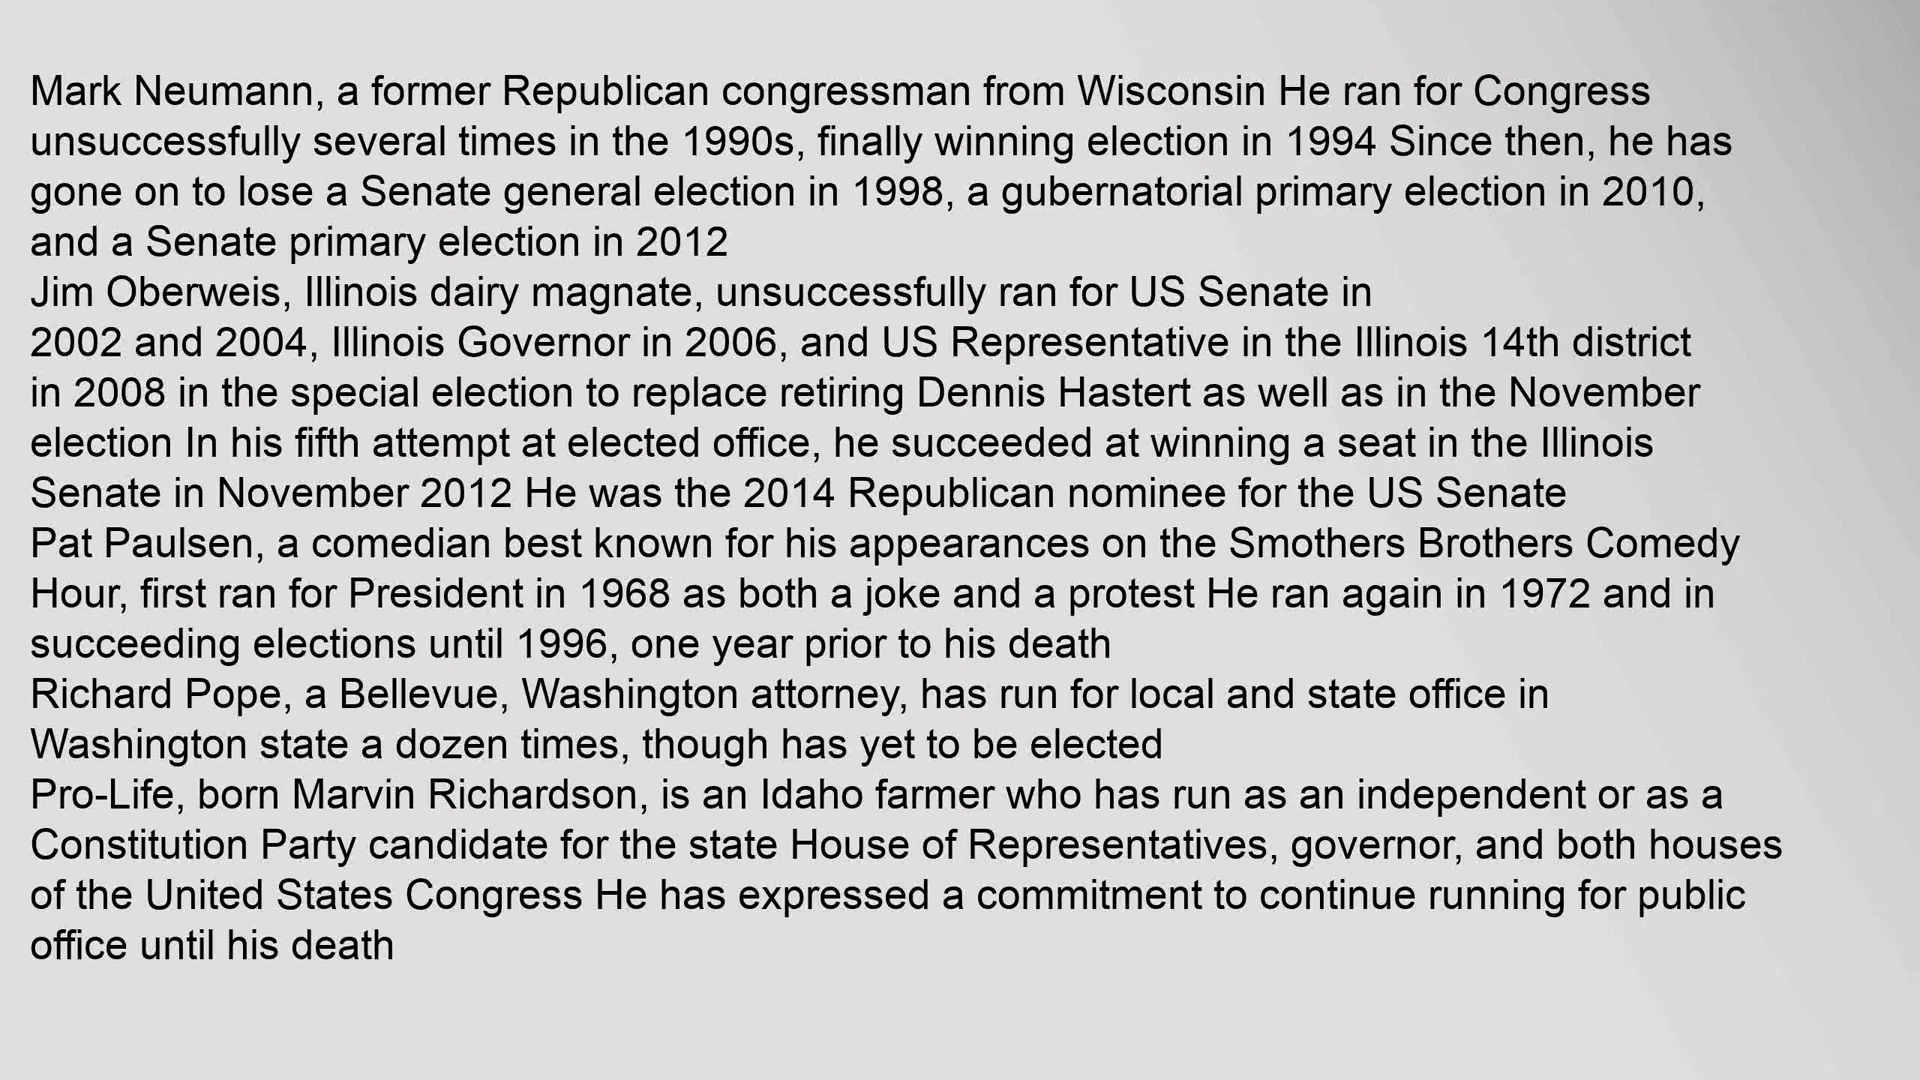 Mark Neumann, a former Republican congressman from Wisconsin He ran for Congress
unsuccessfully several times in the 1990s, finally winning election in 1994 Since then, he has
gone on to lose a Senate general election in 1998, a gubernatorial primary election in 2010,
and a Senate primary election in 2012
Jim Oberweis, Illinois dairy magnate, unsuccessfully ran for US Senate in
2002 and 2004, Illinois Governor in 2006, and US Representative in the Illinois 14th district
in 2008 in the special election to replace retiring Dennis Hastert as well as in the November
election In his fifth attempt at elected office, he succeeded at winning a seat in the Illinois
Senate in November 2012 He was the 2014 Republican nominee for the US Senate
Pat Paulsen, a comedian best known for his appearances on the Smothers Brothers Comedy
Hour, first ran for President in 1968 as both a joke and a protest He ran again in 1972 and in
succeeding elections until 1996, one year prior to his death
Richard Pope, a Bellevue, Washington attorney, has run for local and state office in
Washington state a dozen times, though has yet to be elected
Pro-Life, born Marvin Richardson, is an Idaho farmer who has run as an independent or as a
Constitution Party candidate for the state House of Representatives, governor, and both houses
of the United States Congress He has expressed a commitment to continue running for public
office until his death